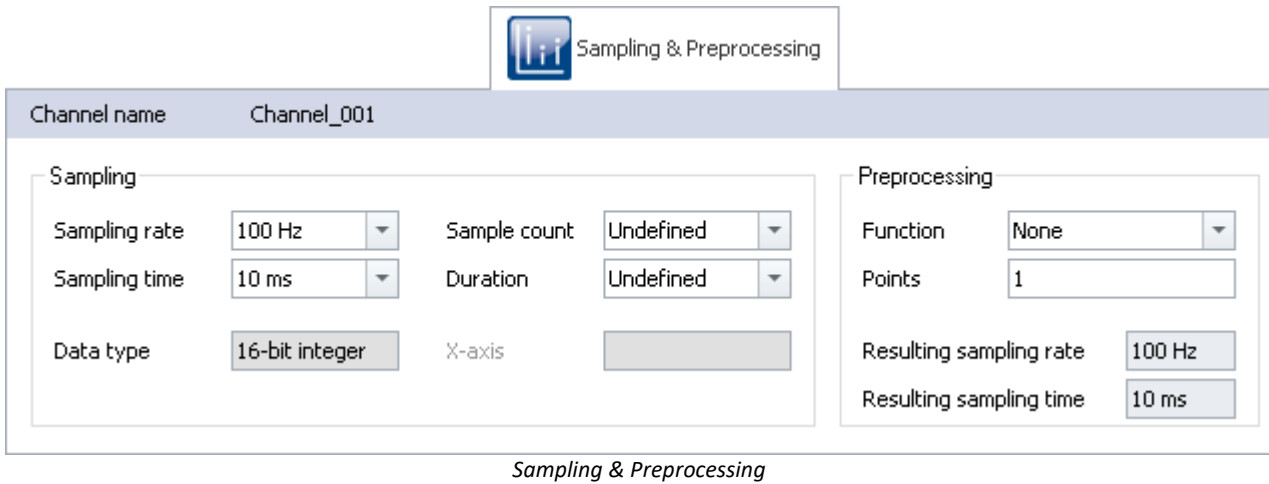 Sampling & Preprocessing
Channel name Channel_001
Sampling Preprocessing
Sampling rate 100 Hz Sample count Undefined Function None
Sampling time 10 ms Duration Undefined Points 1
Data type 16-bit integer X-axis Resulting sampling rate 100 Hz
Resulting sampling time 10 ms
Sampling & Preprocessing